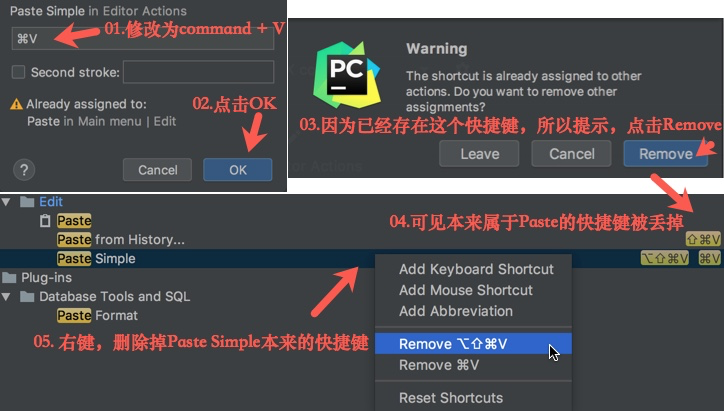 Paste Simple in Editor Actions
⌘V
01.修改为command + V
Second stroke:
Already assigned to:
Paste in Main menu | Edit
02.点击OK
?
Cancel
OK
PC
Warning
The shortcut is already assigned to other
actions. Do you want to remove other
assignments?
03.因为已经存在这个快捷键，所以提示，点击Remove
Leave
Cancel
Remove
Edit
Paste
04.可见本来属于Paste的快捷键被丢掉
Paste from History...
⇧⌘V
Paste Simple
⌥⇧⌘V
⌘V
Plug-ins
Database Tools and SQL
Paste Format
05. 右键，删除掉Paste Simple本来的快捷键
Add Keyboard Shortcut
Add Mouse Shortcut
Add Abbreviation
Remove ⌥⇧⌘V
Remove ⌘V
Reset Shortcuts